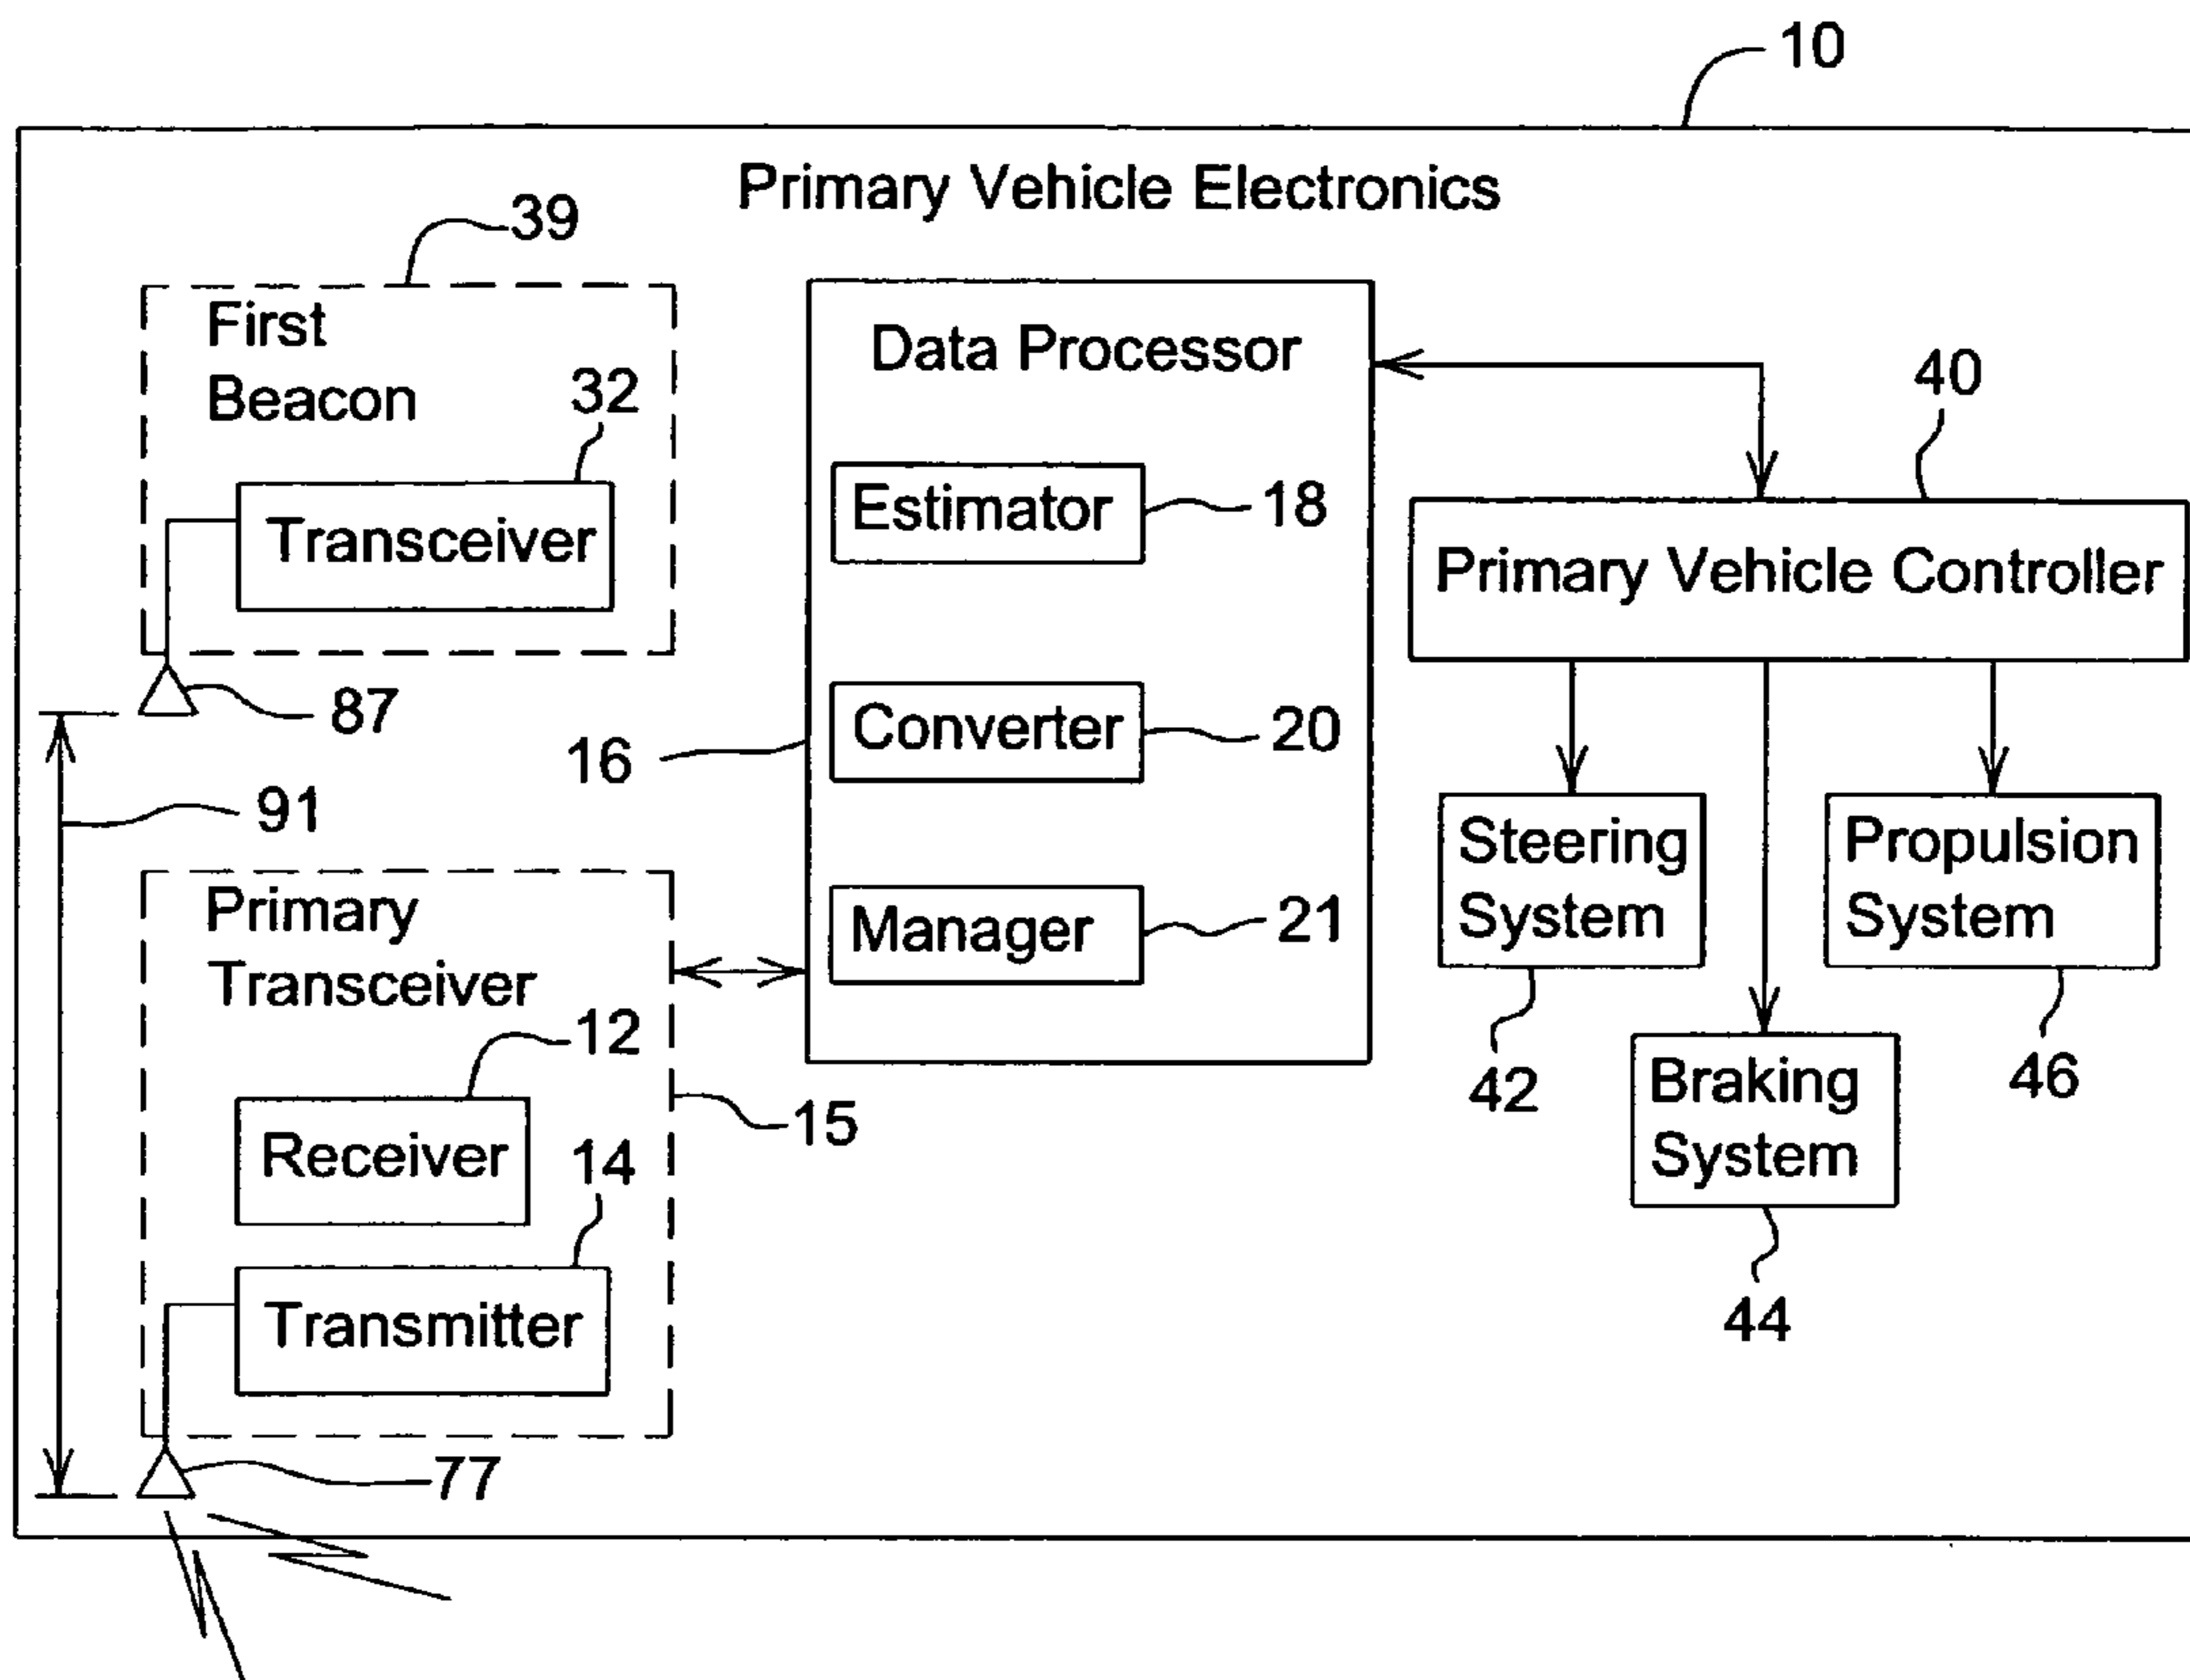 10
Primary Vehicle Electronics
39
First
Beacon
32
Transceiver
87
91
Primary
Transceiver
12
Receiver
15
14
Transmitter
77
Data Processor
Estimator
18
Converter
20
16
Manager
21
40
Primary Vehicle Controller
Steering
System
42
Braking
System
44
Propulsion
System
46